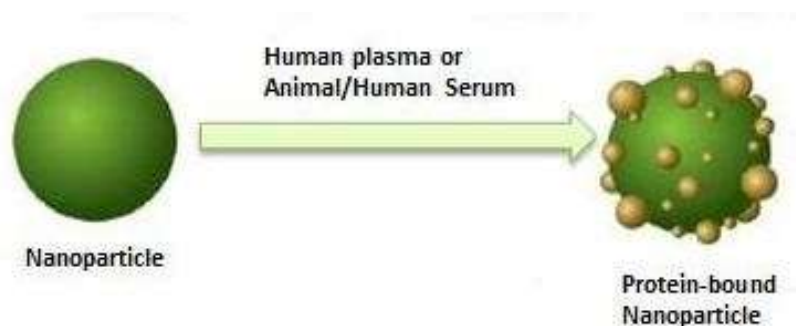 Human plasma or
Animal/Human Serum
Nanoparticle
Protein-bound
Nanoparticle